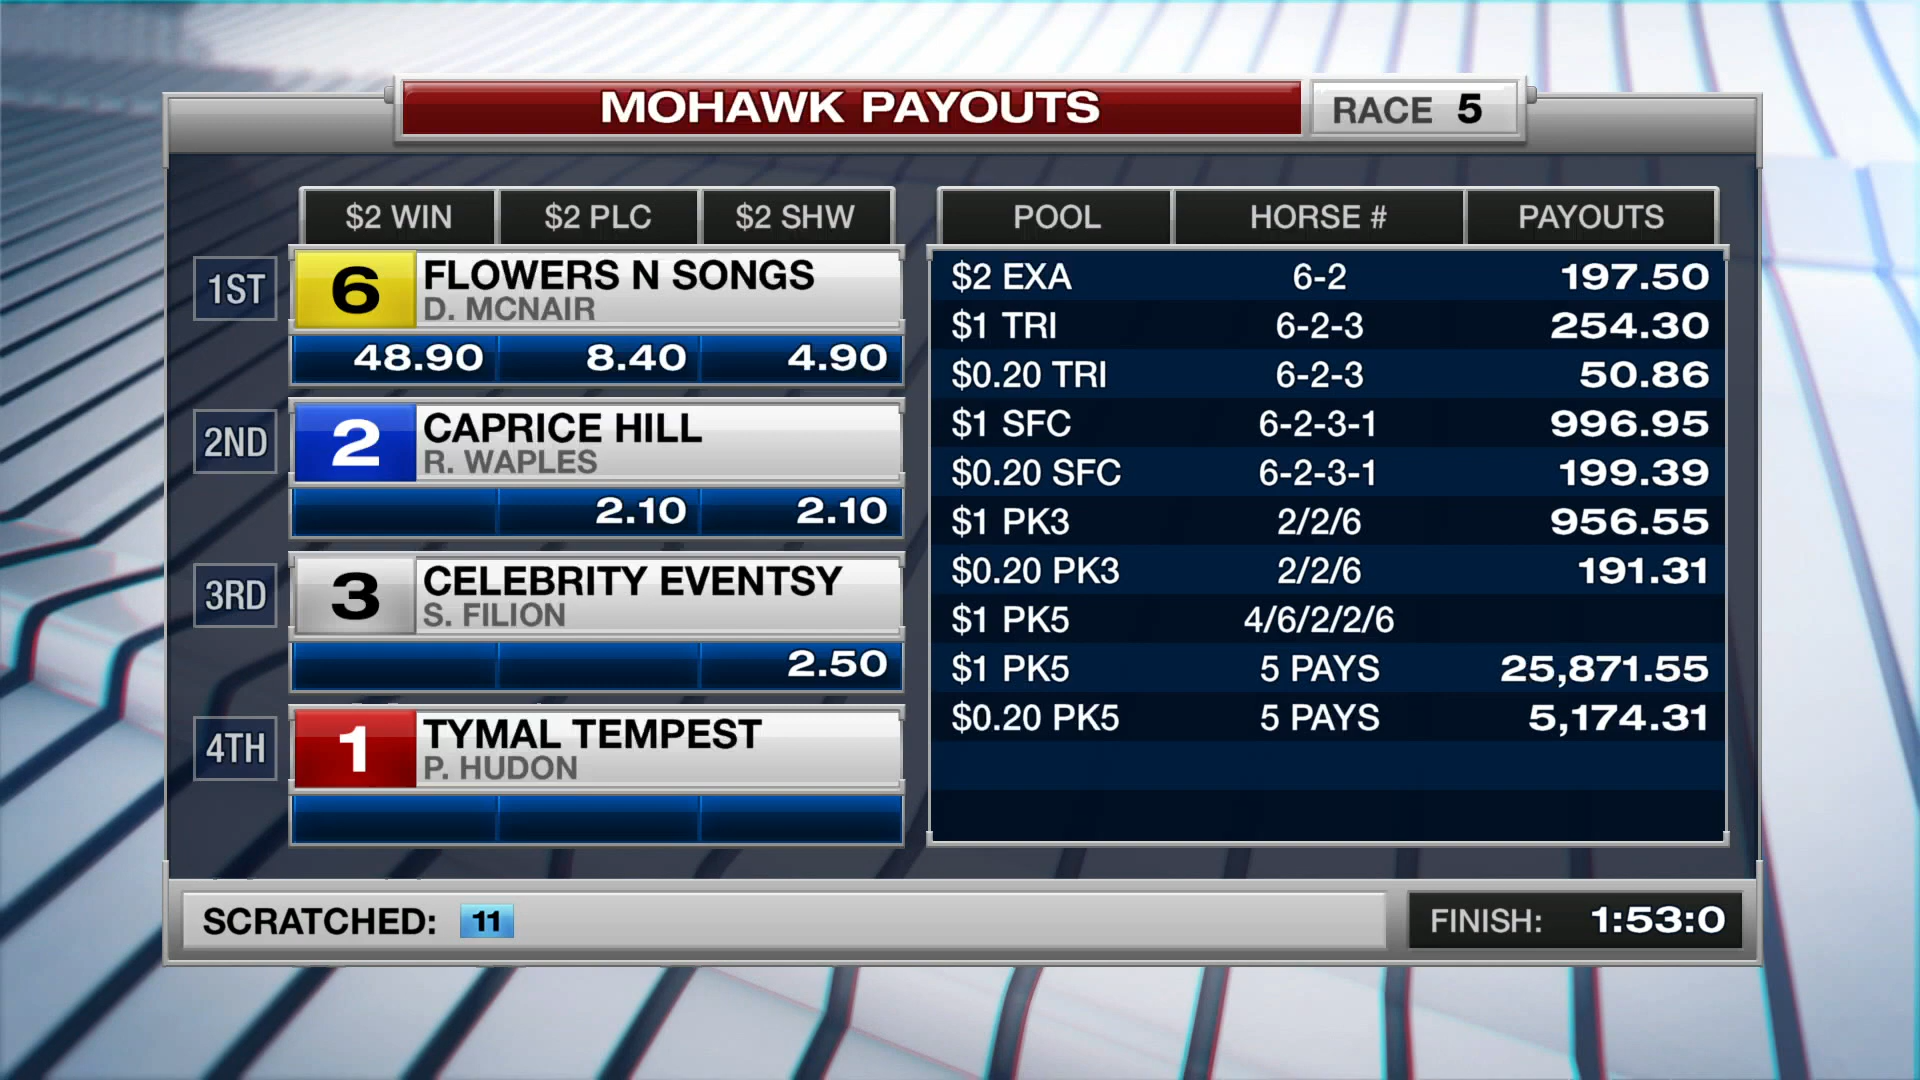 MOHAWK PAYOUTS RACE 5
$2 WIN $2 PLC $2 SHW
1ST 6 FLOWERS N SONGS
D. MCNAIR
48.90 8.40 4.90
2ND 2 CAPRICE HILL
R. WAPLES
2.10 2.10
3RD 3 CELEBRITY EVENTSY
S. FILION
2.50
4TH 1 TYMAL TEMPEST
P. HUDON
POOL HORSE # PAYOUTS
$2 EXA 6-2 197.50
$1 TRI 6-2-3 254.30
$0.20 TRI 6-2-3 50.86
$1 SFC 6-2-3-1 996.95
$0.20 SFC 6-2-3-1 199.39
$1 PK3 2/2/6 956.55
$0.20 PK3 2/2/6 191.31
$1 PK5 4/6/2/2/6
$1 PK5 5 PAYS 25,871.55
$0.20 PK5 5 PAYS 5,174.31
SCRATCHED: 11
FINISH: 1:53:0